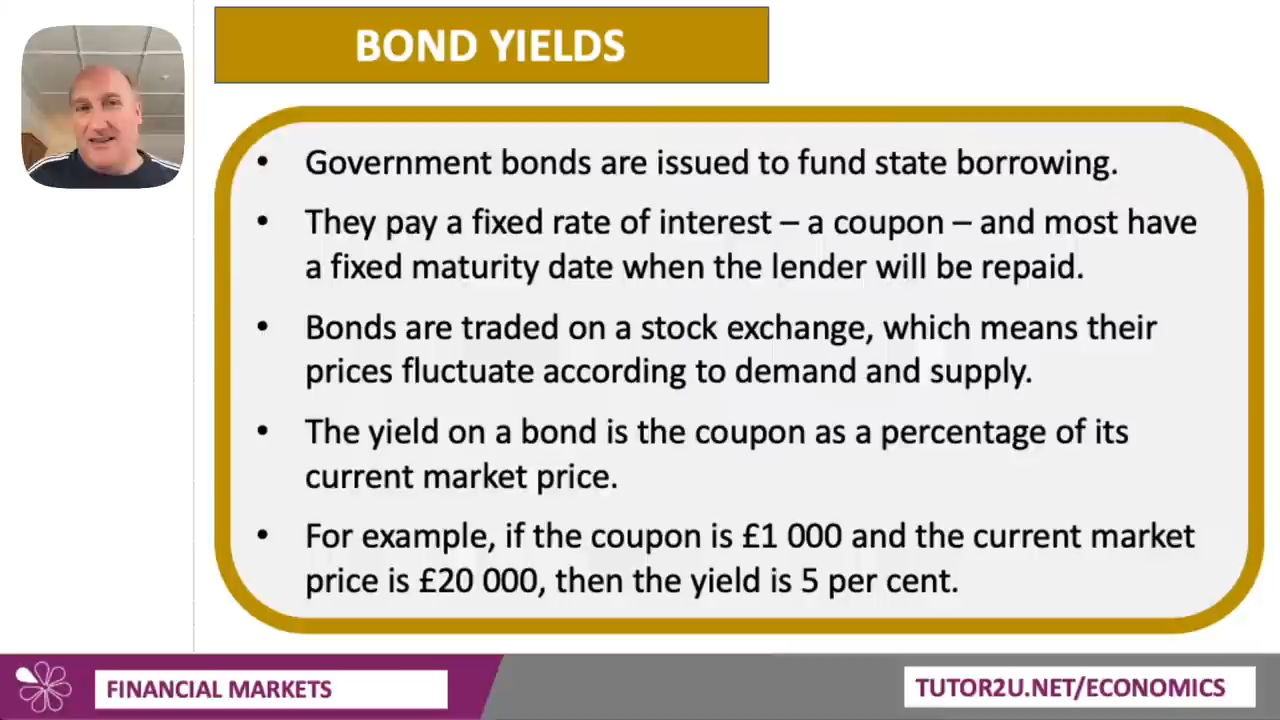 BOND YIELDS
• Government bonds are issued to fund state borrowing.
• They pay a fixed rate of interest – a coupon – and most have
a fixed maturity date when the lender will be repaid.
• Bonds are traded on a stock exchange, which means their
prices fluctuate according to demand and supply.
• The yield on a bond is the coupon as a percentage of its
current market price.
• For example, if the coupon is £1 000 and the current market
price is £20 000, then the yield is 5 per cent.
FINANCIAL MARKETS
TUTOR2U.NET/ECONOMICS